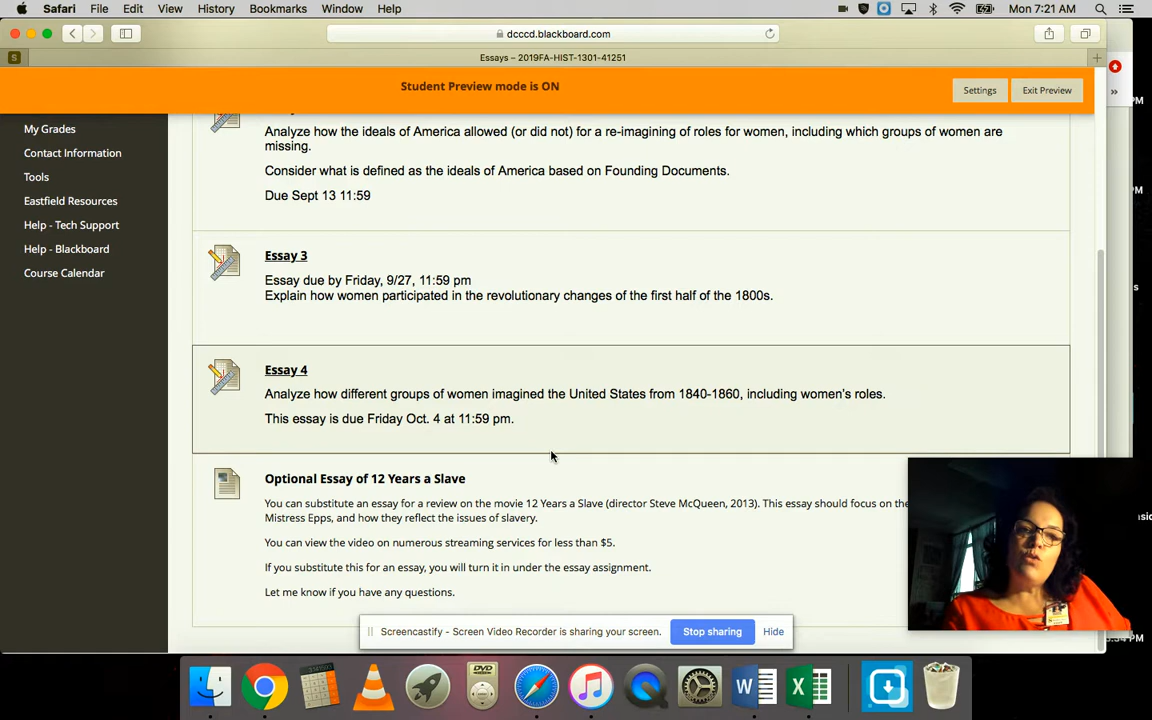 Safari File Edit View History Bookmarks Window Help Mon 7:21 AM
dcccd.blackboard.com
S Essays – 2019FA-HIST-1301-41251
Student Preview mode is ON Settings Exit Preview
My Grades
Contact Information
Tools
Eastfield Resources
Help - Tech Support
Help - Blackboard
Course Calendar
Analyze how the ideals of America allowed (or did not) for a re-imagining of roles for women, including which groups of women are
missing.
Consider what is defined as the ideals of America based on Founding Documents.
Due Sept 13 11:59
Essay 3
Essay due by Friday, 9/27, 11:59 pm
Explain how women participated in the revolutionary changes of the first half of the 1800s.
Essay 4
Analyze how different groups of women imagined the United States from 1840-1860, including women's roles.
This essay is due Friday Oct. 4 at 11:59 pm.
Optional Essay of 12 Years a Slave
You can substitute an essay for a review on the movie 12 Years a Slave (director Steve McQueen, 2013). This essay should focus on the
Mistress Epps, and how they reflect the issues of slavery.
You can view the video on numerous streaming services for less than $5.
If you substitute this for an essay, you will turn it in under the essay assignment.
Let me know if you have any questions.
Screencastify - Screen Video Recorder is sharing your screen. Stop sharing Hide